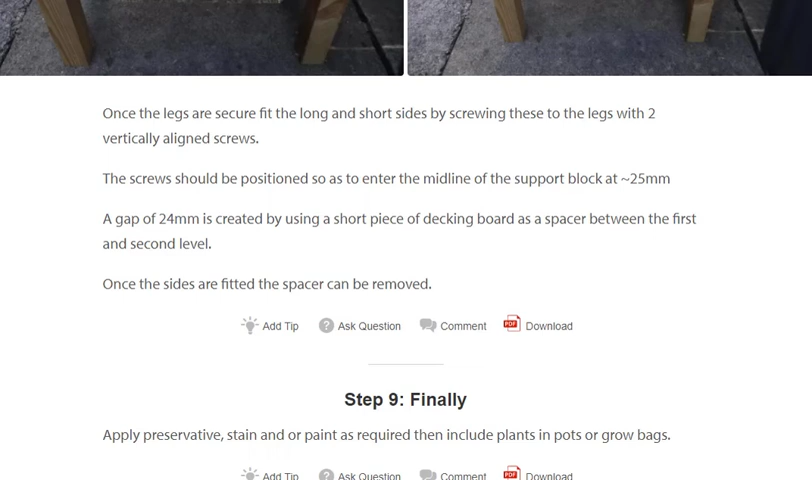 Once the legs are secure fit the long and short sides by screwing these to the legs with 2
vertically aligned screws.
The screws should be positioned so as to enter the midline of the support block at ~25mm
A gap of 24mm is created by using a short piece of decking board as a spacer between the first
and second level.
Once the sides are fitted the spacer can be removed.
Add Tip ? Ask Question Comment PDF Download
Step 9: Finally
Apply preservative, stain and or paint as required then include plants in pots or grow bags.
Add Tip ? Ask Question Comment PDF Download